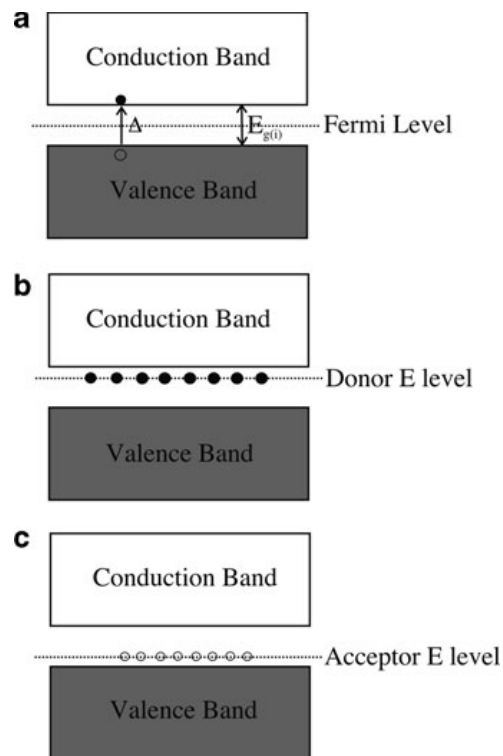 a
Conduction Band
Δ
E g(i)
Fermi Level
Valence Band
b
Conduction Band
Donor E level
Valence Band
c
Conduction Band
Acceptor E level
Valence Band